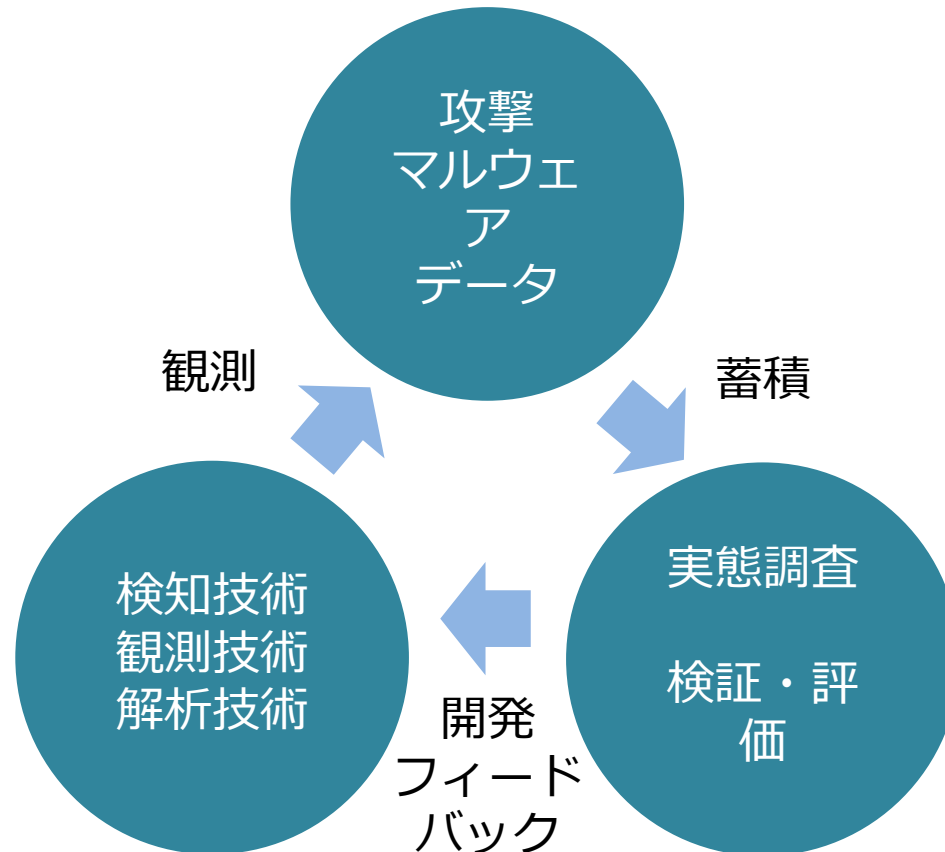 攻撃
マルウェ
ア
データ
観測
蓄積
検知技術
観測技術
解析技術
実態調査
検証・評
価
開発
フィード
バック